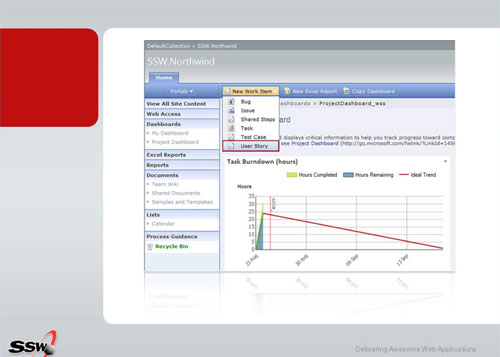 DefaultCollection > SSW.Northwind
SSW.Northwind
Home
Portals
New Work Item
New Excel Report
Copy Dashboard
View All Site Content
Web Access
Dashboards
My Dashboard
Project Dashboard
Excel Reports
Reports
Documents
Team Wiki
Shared Documents
Samples and Templates
Lists
Calendar
Process Guidance
Recycle Bin
Bug
Issue
Shared Steps
Task
Test Case
User Story
ashboards > ProjectDashboard_wss
ard
d displays critical information to help you track progress toward comp
see Project Dashboard (http://go.microsoft.com/fwlink/?LinkId=1458
Task Burndown (hours)
Hours Completed
Hours Remaining
Ideal Trend
Hours
35
30
25
20
15
10
5
0
23 Aug
30 Aug
06 Sep
13 Sep
SSW
Delivering Awesome Web Applications